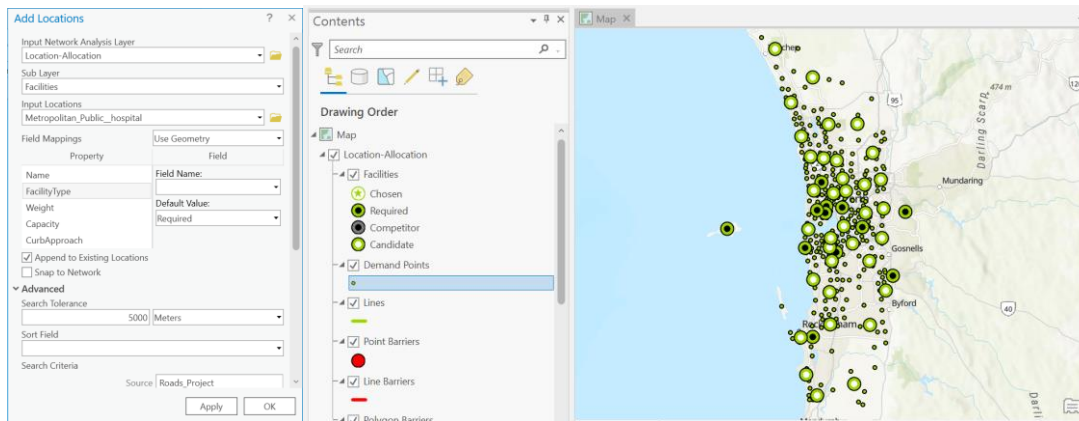 Add Locations ? ×
Input Network Analysis Layer
Location-Allocation
Sub Layer
Facilities
Input Locations
Metropolitan_Public__hospital
Field Mappings Use Geometry
Property Field
Name Field Name:
FacilityType
Weight Default Value:
Capacity Required
CurbApproach
Append to Existing Locations
Snap to Network
Advanced
Search Tolerance
5000 Meters
Sort Field
Search Criteria
Source Roads_Project
Apply OK
Contents
Search
Drawing Order
Map
Location-Allocation
Facilities
Chosen
Required
Competitor
Candidate
Demand Points
Lines
Point Barriers
Line Barriers
Polygon Barriers
Map ×
474 m
95
Darling Scarp
Mundaring
Gosnells
Byford
40